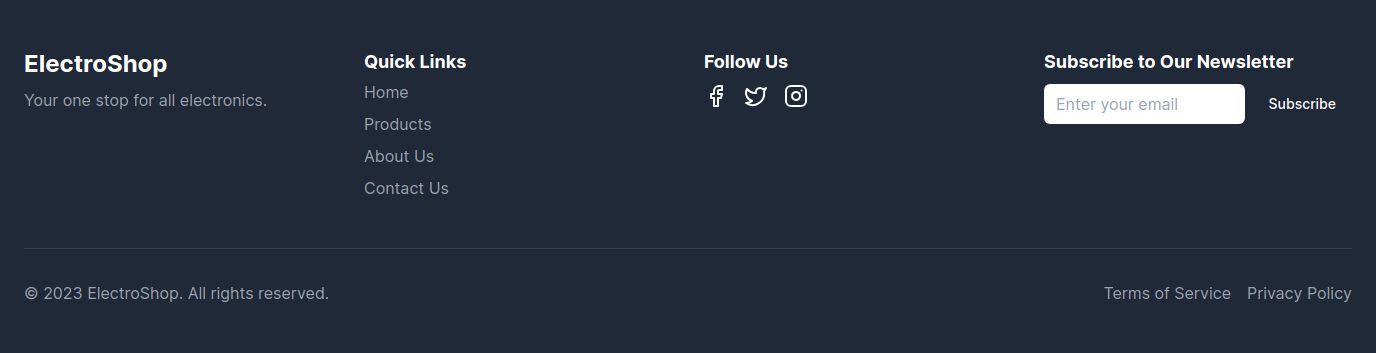 ElectroShop
Your one stop for all electronics.
Quick Links
Home
Products
About Us
Contact Us
Follow Us
Subscribe to Our Newsletter
Enter your email
Subscribe
© 2023 ElectroShop. All rights reserved.
Terms of Service
Privacy Policy